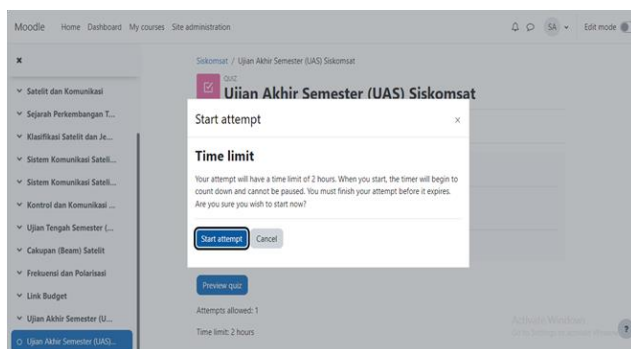 Moodle Home Dashboard My courses Site administration SA Edit mode
Siskomsat / Ujian Akhir Semester (UAS) Siskomsat
QUIZ
Ujian Akhir Semester (UAS) Siskomsat
Satelit dan Komunikasi
Sejarah Perkembangan T...
Klasifikasi Satelit dan Je...
Sistem Komunikasi Sateli...
Sistem Komunikasi Sateli...
Kontrol dan Komunikasi ...
Ujian Tengah Semester (...
Cakupan (Beam) Satelit
Frekuensi dan Polarisasi
Link Budget
Ujian Akhir Semester (U...
Ujian Akhir Semester (UAS)...
Start attempt
Time limit
Your attempt will have a time limit of 2 hours. When you start, the timer will begin to
count down and cannot be paused. You must finish your attempt before it expires.
Are you sure you wish to start now?
Start attempt Cancel
Preview quiz
Attempts allowed: 1
Time limit: 2 hours
Activate Windows